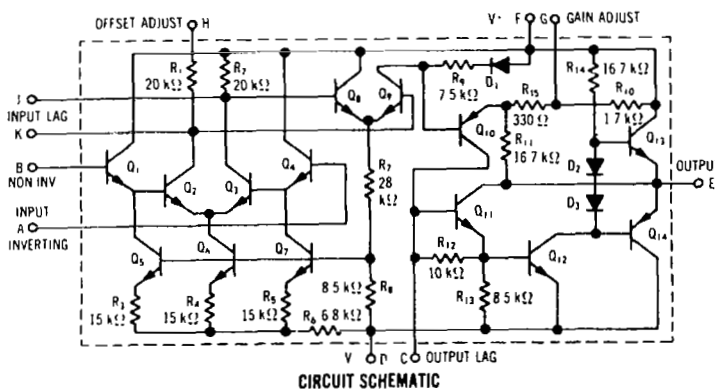 OFFSET ADJUST H
V+ F G GAIN ADJUST
R1
20 kΩ
R2
20 kΩ
R14 16 7 kΩ
R9
7 5 kΩ
D1
R15
330 Ω
R10
1 7 kΩ
J
INPUT LAG
K
Q8
Q9
Q10
R11
16.7 kΩ
Q13
B
NON INV
Q1
Q2
Q3
Q4
R7
28
kΩ
D2
OUTPUT
E
D3
INPUT
A
INVERTING
Q11
Q14
Q5
Q6
Q7
R12
10 kΩ
Q12
R3
15 kΩ
R4
15 kΩ
R5
15 kΩ
R6 6 8 kΩ
8 5 kΩ R8
R13 8 5 kΩ
V D C OUTPUT LAG
CIRCUIT SCHEMATIC